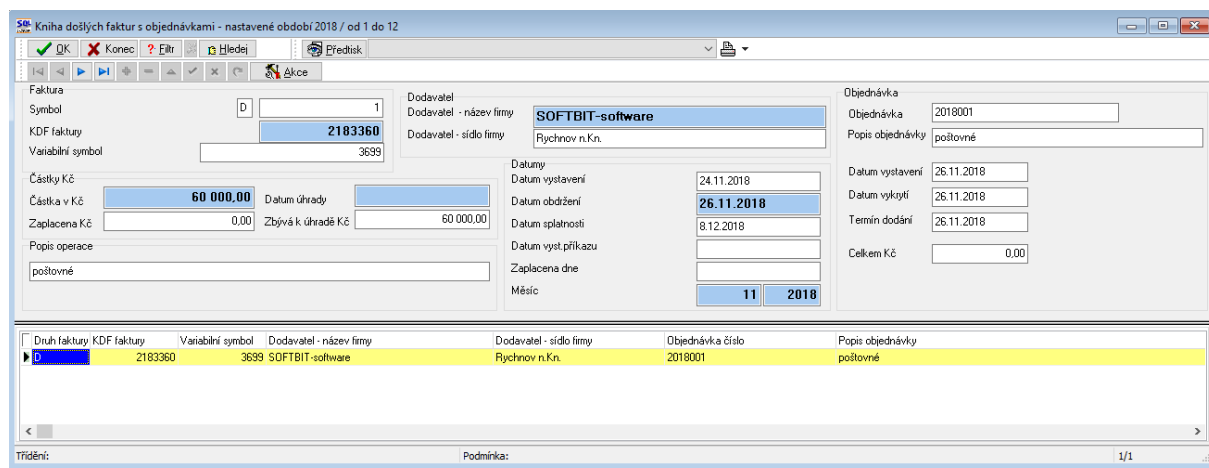 Kniha došlých faktur s objednávkami - nastavené období 2018 / od 1 do 12
OK Konec ? Filtr Hledej Předtisk
Akce
Faktura
Symbol D 1
KDF faktury 2183360
Variabilní symbol 3699
Dodavatel
Dodavatel - název firmy SOFTBIT-software
Dodavatel - sídlo firmy Rychnov n.Kn.
Objednávka
Objednávka 2018001
Popis objednávky poštovné
Částky Kč
Částka v Kč 60 000,00 Datum úhrady
Zaplacena Kč 0,00 Zbývá k úhradě Kč 60 000,00
Popis operace
poštovné
Datumy
Datum vystavení 24.11.2018
Datum obdržení 26.11.2018
Datum splatnosti 8.12.2018
Datum vyst.příkazu
Zaplacena dne
Měsíc 11 2018
Datum vystavení 26.11.2018
Datum vykrytí 26.11.2018
Termín dodání 26.11.2018
Celkem Kč 0,00
Druh faktury KDF faktury Variabilní symbol Dodavatel - název firmy Dodavatel - sídlo firmy Objednávka číslo Popis objednávky
D 2183360 3699 SOFTBIT-software Rychnov n.Kn. 2018001 poštovné
Třídění: Podmínka: 1/1